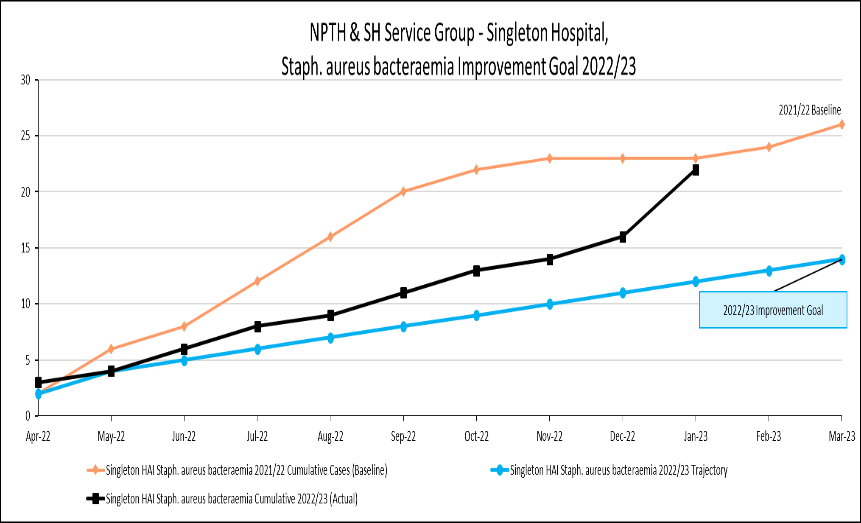 NPTH & SH Service Group - Singleton Hospital,
Staph. aureus bacteraemia Improvement Goal 2022/23
30
2021/22 Baseline
25
20
15
2022/23 Improvement Goal
10
5
0
Apr-22 May-22 Jun-22 Jul-22 Aug-22 Sep-22 Oct-22 Nov-22 Dec-22 Jan-23 Feb-23 Mar-23
Singleton HAI Staph. aureus bacteraemia 2021/22 Cumulative Cases (Baseline) Singleton HAI Staph. aureus bacteraemia 2022/23 Trajectory
Singleton HAI Staph. aureus bacteraemia Cumulative 2022/23 (Actual)